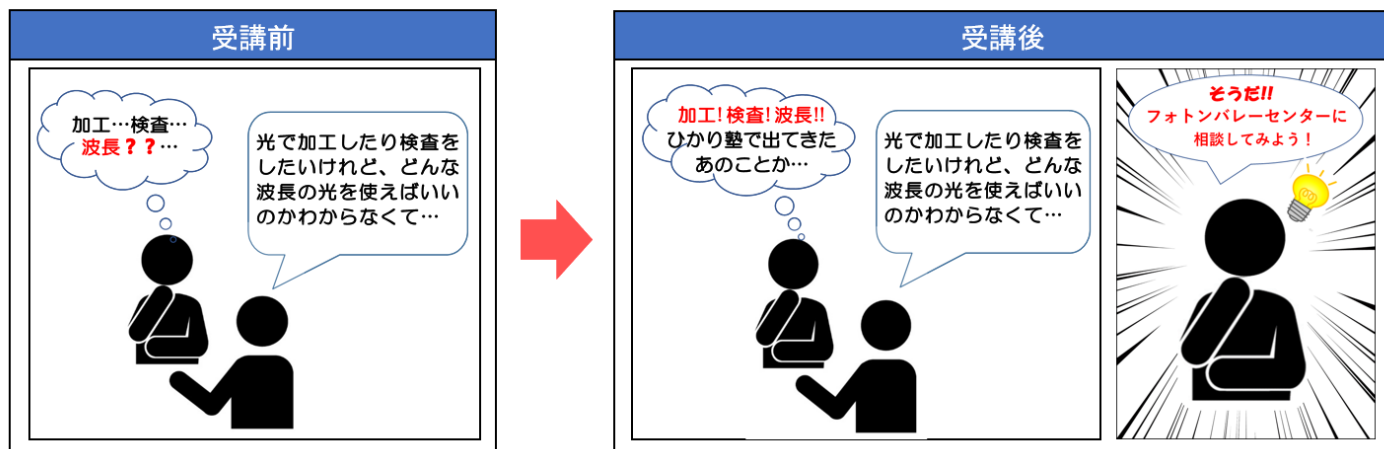 受講前
加工…検査…
波長？？…
光で加工したり検査を
したいけれど、どんな
波長の光を使えばいい
のかわからなくて…
受講後
加工！検査！波長！！
ひかり塾で出てきた
あのことか…
光で加工したり検査を
したいけれど、どんな
波長の光を使えばいい
のかわからなくて…
そうだ!!
フォトンバレーセンターに
相談してみよう！